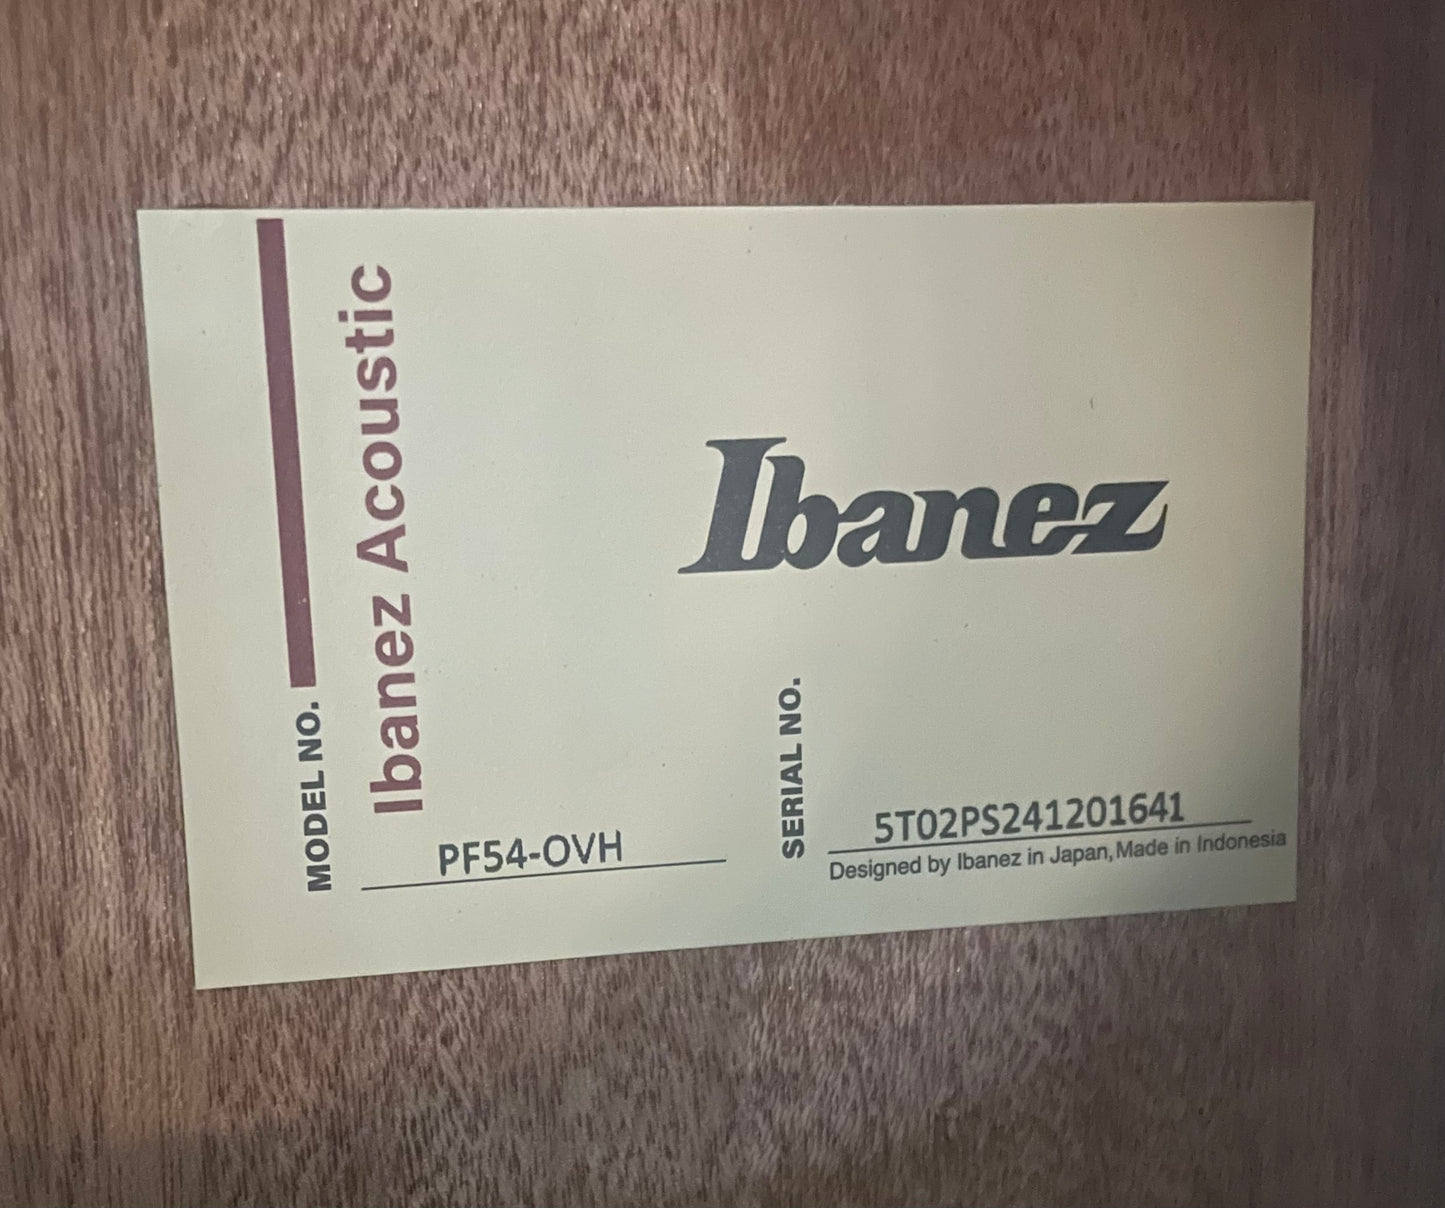 Ibanez Acoustic
Ibanez
MODEL NO.
PF54-OVH
SERIAL NO.
5T02PS241201641
Designed by Ibanez in Japan, Made in Indonesia